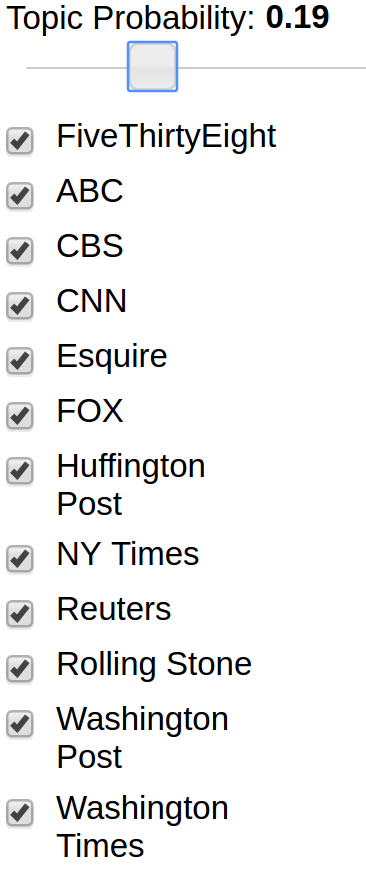 Topic Probability: 0.19
FiveThirtyEight
ABC
CBS
CNN
Esquire
FOX
Huffington
Post
NY Times
Reuters
Rolling Stone
Washington
Post
Washington
Times